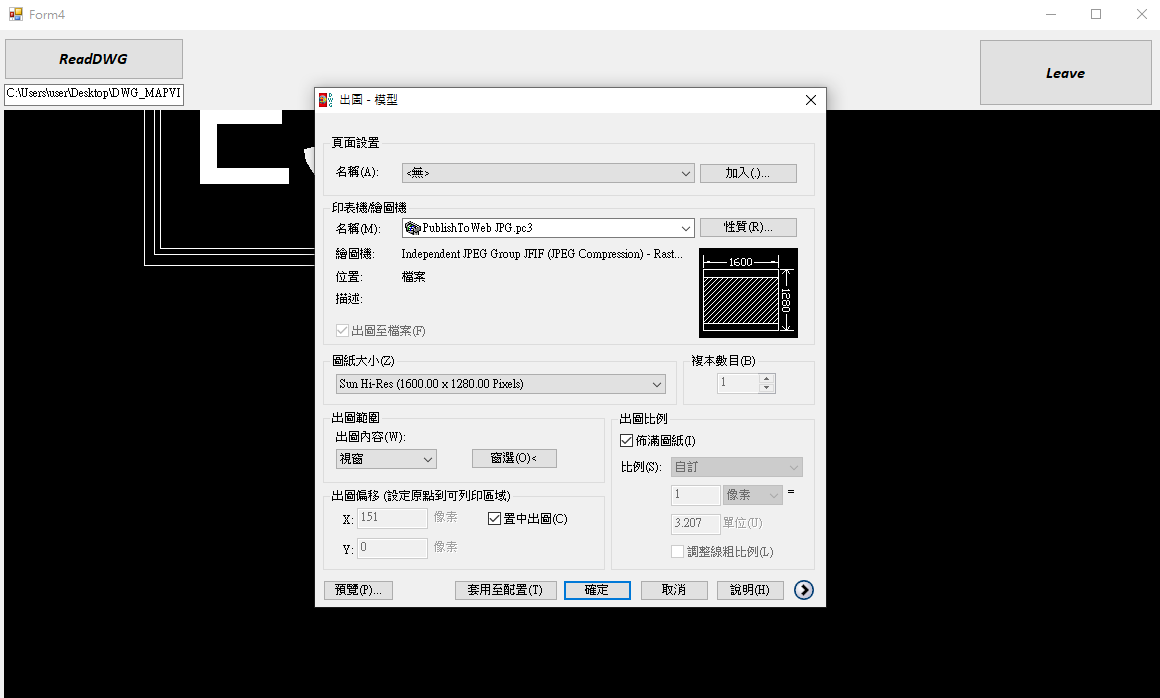 Form4
ReadDWG
C:\Users\user\Desktop\DWG_MAPVI
Leave
出圖 - 模型
頁面設置
名稱(A): <無> 加入(.)...
印表機/繪圖機
名稱(M): PublishToWeb JPG.pc3 性質(R)...
繪圖機: Independent JPEG Group JFIF (JPEG Compression) - Rast...
位置: 檔案
描述:
1600
1280
出圖至檔案(F)
圖紙大小(Z)
Sun Hi-Res (1600.00 x 1280.00 Pixels)
複本數目(B)
1
出圖範圍
出圖內容(W):
視窗 窗選(O)<
出圖比例
佈滿圖紙(I)
比例(S): 自訂
1 像素 =
3.207 單位(U)
調整線粗比例(L)
出圖偏移 (設定原點到可列印區域)
X: 151 像素 置中出圖(C)
Y: 0 像素
預覽(P)... 套用至配置(T) 確定 取消 說明(H)